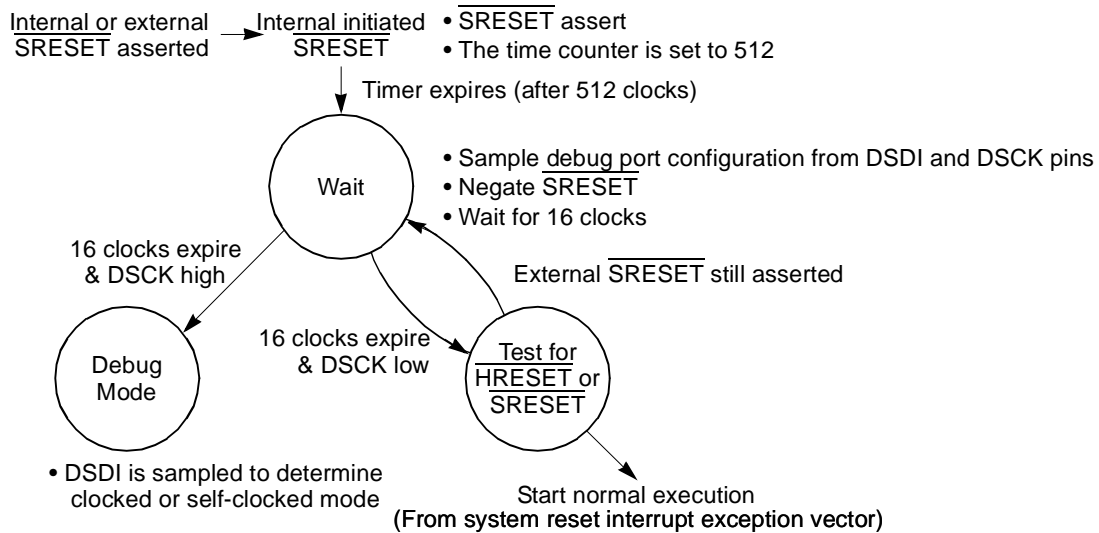 Internal or external
SRESET asserted
Internal initiated
SRESET
• SRESET assert
• The time counter is set to 512
Timer expires (after 512 clocks)
Wait
• Sample debug port configuration from DSDI and DSCK pins
• Negate SRESET
• Wait for 16 clocks
16 clocks expire
& DSCK high
External SRESET still asserted
16 clocks expire
& DSCK low
Debug
Mode
Test for
HRESET or
SRESET
• DSDI is sampled to determine
clocked or self-clocked mode
Start normal execution
(From system reset interrupt exception vector)